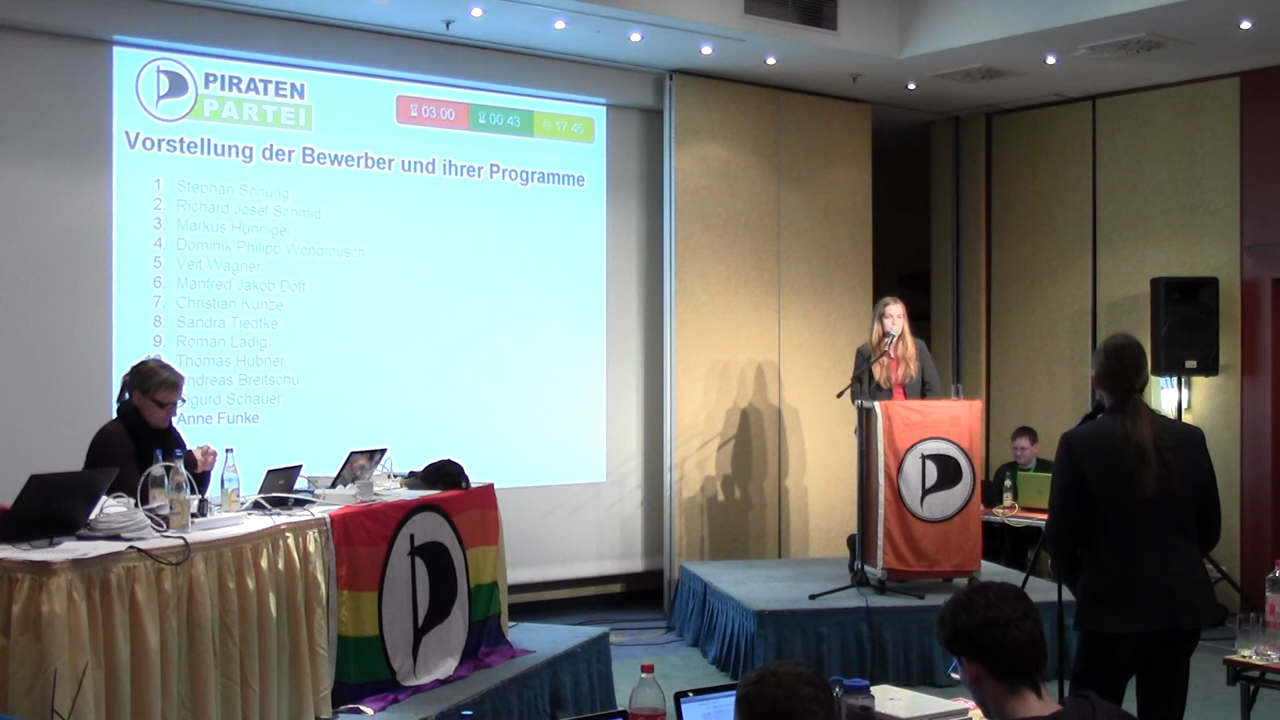 PIRATEN
PARTEI
03:00 00:43 17:45
Vorstellung der Bewerber und ihrer Programme
1. Stephan Schurig
2. Richard Josef Schmid
3. Markus Hünniger
4. Dominik Philipp Wondrousch
5. Veit Wagner
6. Manfred Jakob Dott
7. Christian Kunze
8. Sandra Tiedtke
9. Roman Ladig
10. Thomas Hübner
Andreas Breitschu
Sigurd Schauer
Anne Funke